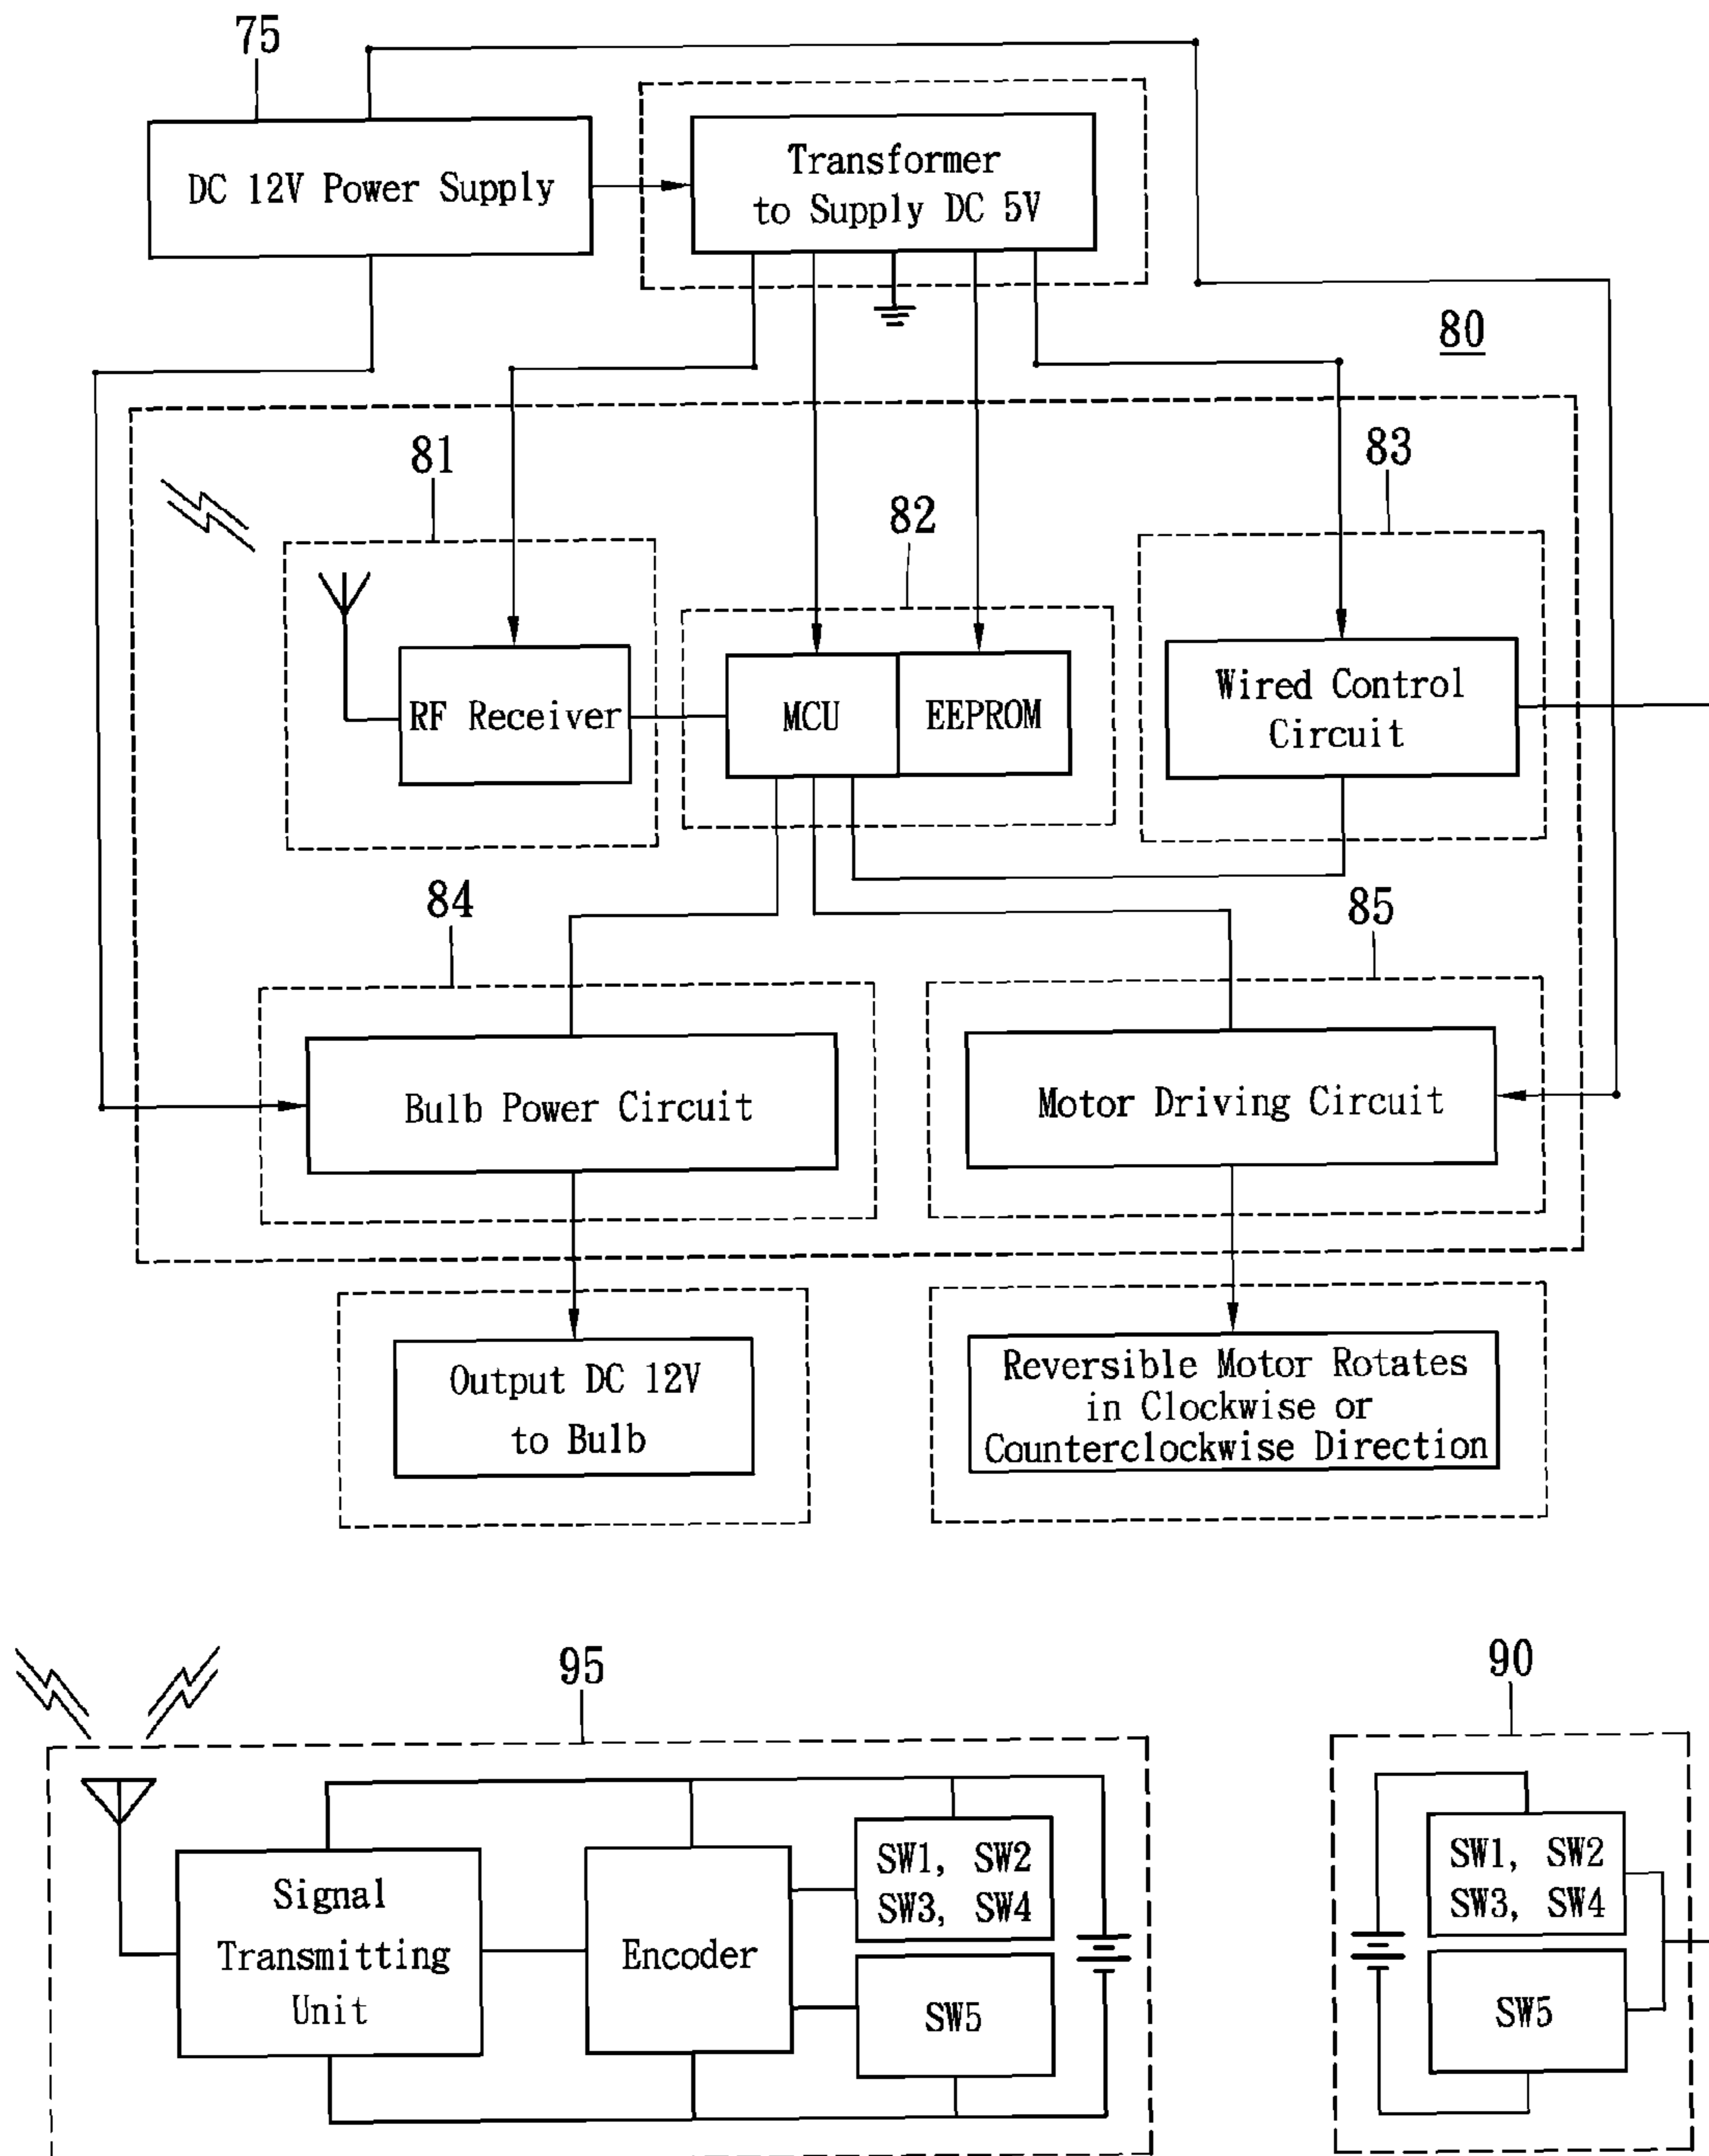 75
DC 12V Power Supply
Transformer
to Supply DC 5V
80
81
82
83
RF Receiver
MCU
EEPROM
Wired Control
Circuit
84
85
Bulb Power Circuit
Motor Driving Circuit
Output DC 12V
to Bulb
Reversible Motor Rotates
in Clockwise or
Counterclockwise Direction
95
90
Signal
Transmitting
Unit
Encoder
SW1, SW2
SW3, SW4
SW5
SW1, SW2
SW3, SW4
SW5